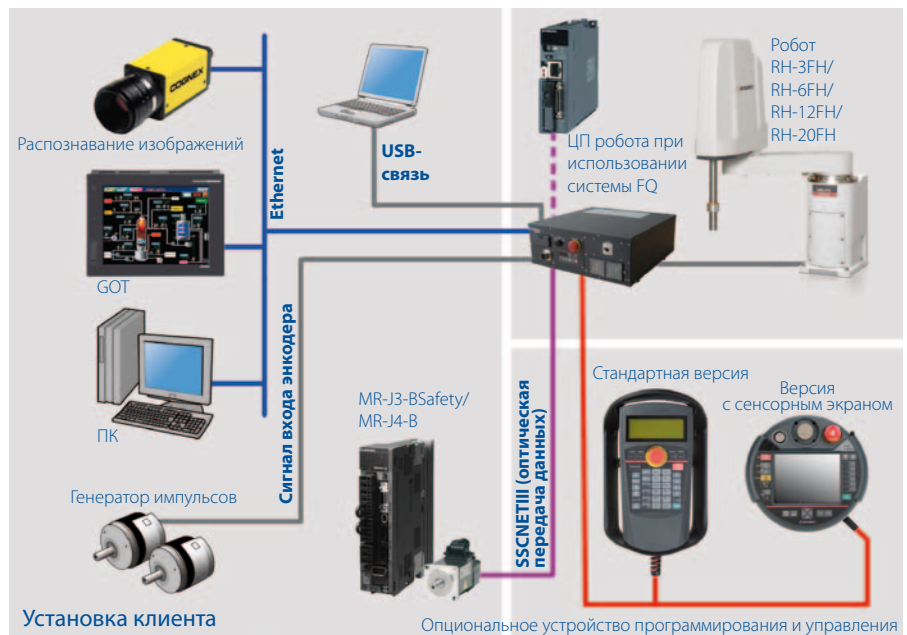 COGNEX
Распознавание изображений
Ethernet
USB-
связь
ЦП робота при
использовании
системы FQ
Робот
RH-3FH/
RH-6FH/
RH-12FH/
RH-20FH
GOT
ПК
Сигнал входа энкодера
Генератор импульсов
MR-J3-BSafety/
MR-J4-B
SSCNETIII (оптическая
передача данных)
Стандартная версия
Версия
с сенсорным экраном
Установка клиента
Опциональное устройство программирования и управления